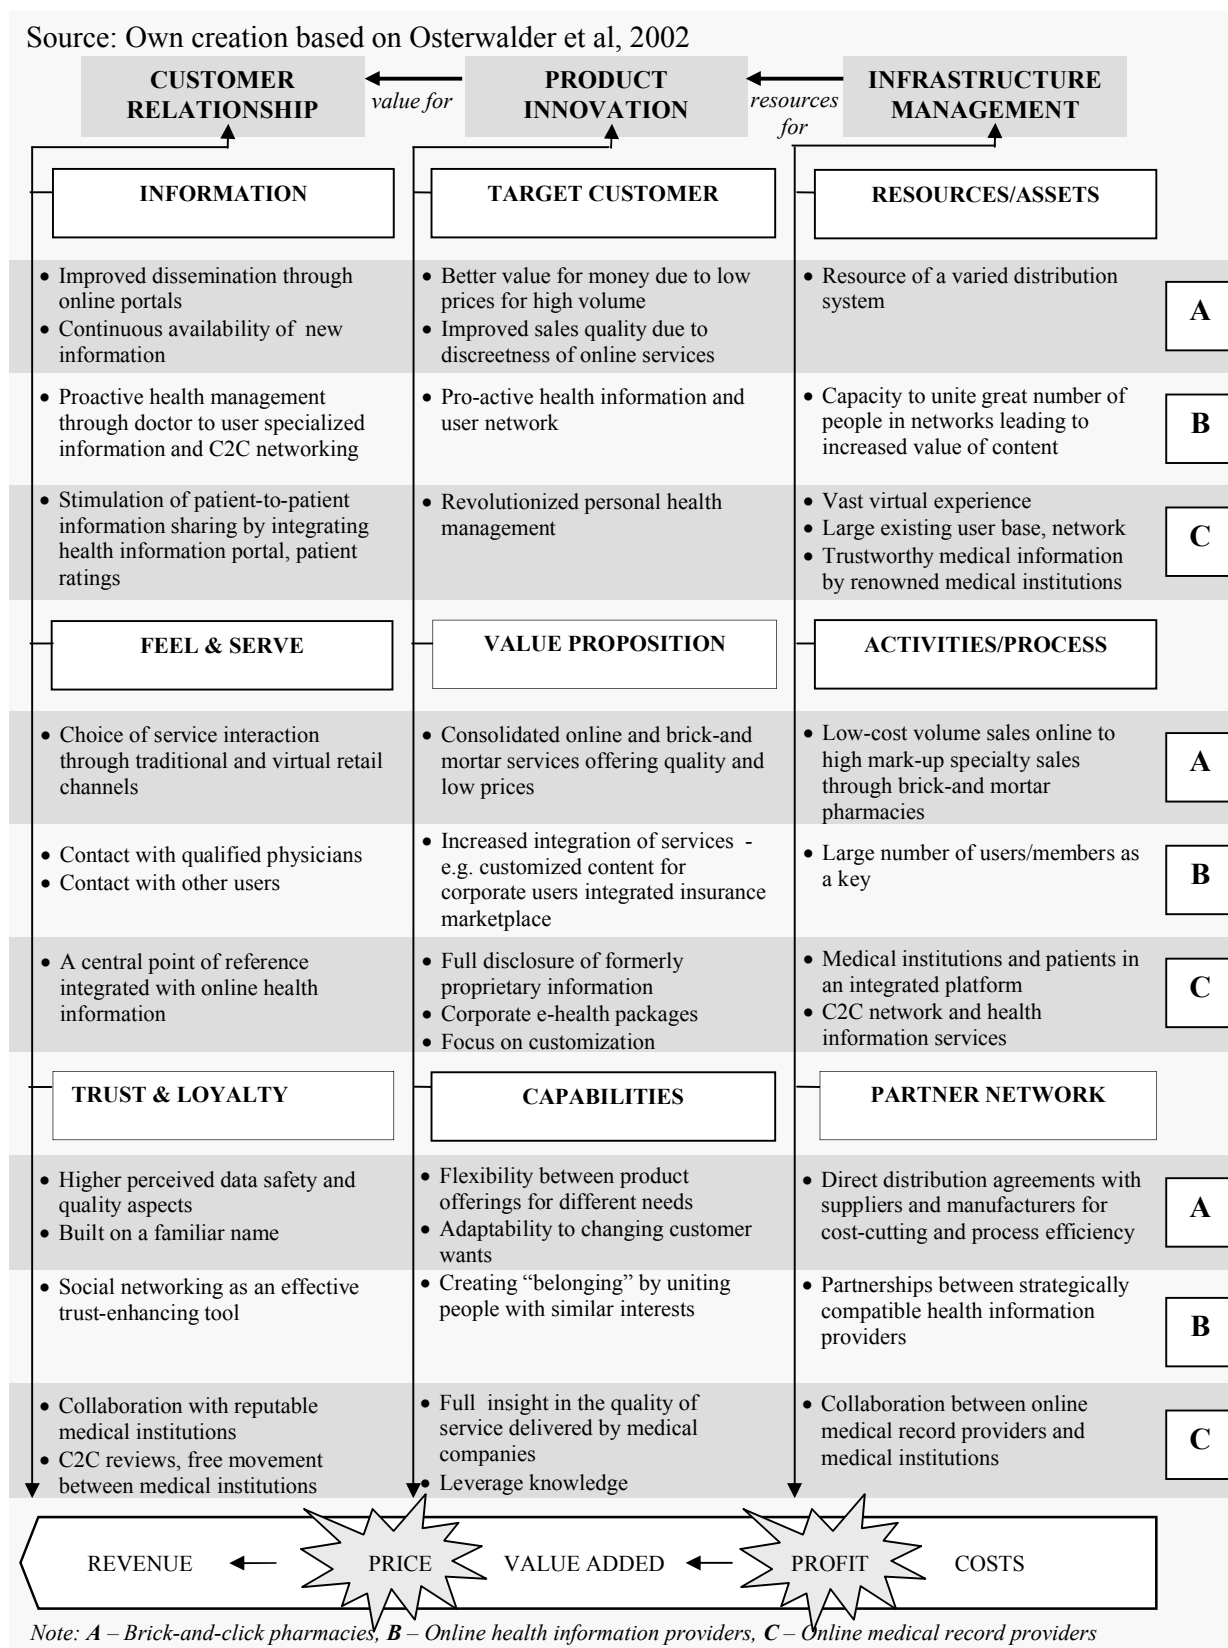 Source: Own creation based on Osterwalder et al, 2002
CUSTOMER
RELATIONSHIP
value for
PRODUCT
INNOVATION
resources
for
INFRASTRUCTURE
MANAGEMENT
INFORMATION
TARGET CUSTOMER
RESOURCES/ASSETS
• Improved dissemination through
online portals
• Continuous availability of new
information
• Better value for money due to low
prices for high volume
• Improved sales quality due to
discreetness of online services
• Resource of a varied distribution
system
A
• Proactive health management
through doctor to user specialized
information and C2C networking
• Pro-active health information and
user network
• Capacity to unite great number of
people in networks leading to
increased value of content
B
• Stimulation of patient-to-patient
information sharing by integrating
health information portal, patient
ratings
• Revolutionized personal health
management
• Vast virtual experience
• Large existing user base, network
• Trustworthy medical information
by renowned medical institutions
C
FEEL & SERVE
VALUE PROPOSITION
ACTIVITIES/PROCESS
• Choice of service interaction
through traditional and virtual retail
channels
• Consolidated online and brick-and
mortar services offering quality and
low prices
• Low-cost volume sales online to
high mark-up specialty sales
through brick-and mortar
pharmacies
A
• Contact with qualified physicians
• Contact with other users
• Increased integration of services -
e.g. customized content for
corporate users integrated insurance
marketplace
• Large number of users/members as
a key
B
• A central point of reference
integrated with online health
information
• Full disclosure of formerly
proprietary information
• Corporate e-health packages
• Focus on customization
• Medical institutions and patients in
an integrated platform
• C2C network and health
information services
C
TRUST & LOYALTY
CAPABILITIES
PARTNER NETWORK
• Higher perceived data safety and
quality aspects
• Built on a familiar name
• Flexibility between product
offerings for different needs
• Adaptability to changing customer
wants
• Direct distribution agreements with
suppliers and manufacturers for
cost-cutting and process efficiency
A
• Social networking as an effective
trust-enhancing tool
• Creating “belonging” by uniting
people with similar interests
• Partnerships between strategically
compatible health information
providers
B
• Collaboration with reputable
medical institutions
• C2C reviews, free movement
between medical institutions
• Full insight in the quality of
service delivered by medical
companies
• Leverage knowledge
• Collaboration between online
medical record providers and
medical institutions
C
REVENUE
PRICE
VALUE ADDED
PROFIT
COSTS
Note: A – Brick-and-click pharmacies, B – Online health information providers, C – Online medical record providers